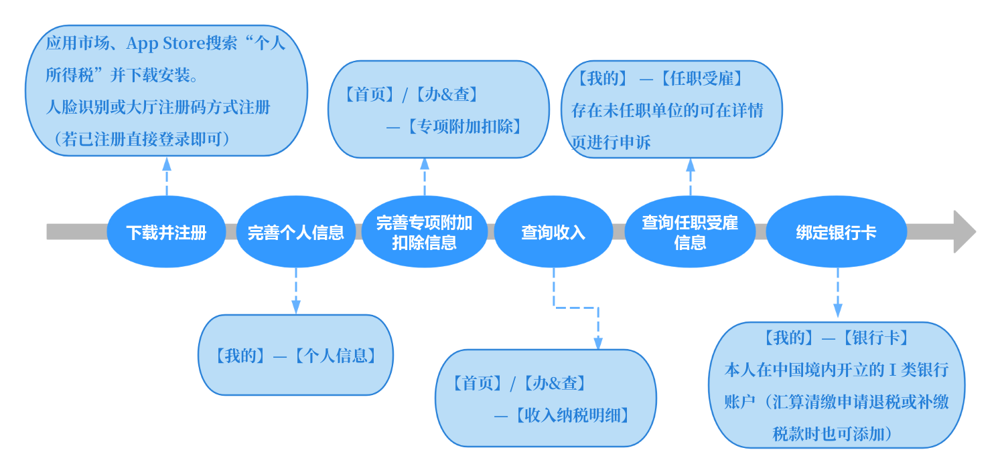 应用市场、App Store搜索“个人
所得税”并下载安装。
人脸识别或大厅注册码方式注册
（若已注册直接登录即可）
【首页】/【办&查】
—【专项附加扣除】
【我的】 —【任职受雇】
存在未任职单位的可在详情
页进行申诉
下载并注册
完善个人信息
完善专项附加
扣除信息
查询收入
查询任职受雇
信息
绑定银行卡
【我的】—【个人信息】
【首页】/【办&查】
—【收入纳税明细】
【我的】—【银行卡】
本人在中国境内开立的 I 类银行
账户（汇算清缴申请退税或补缴
税款时也可添加）